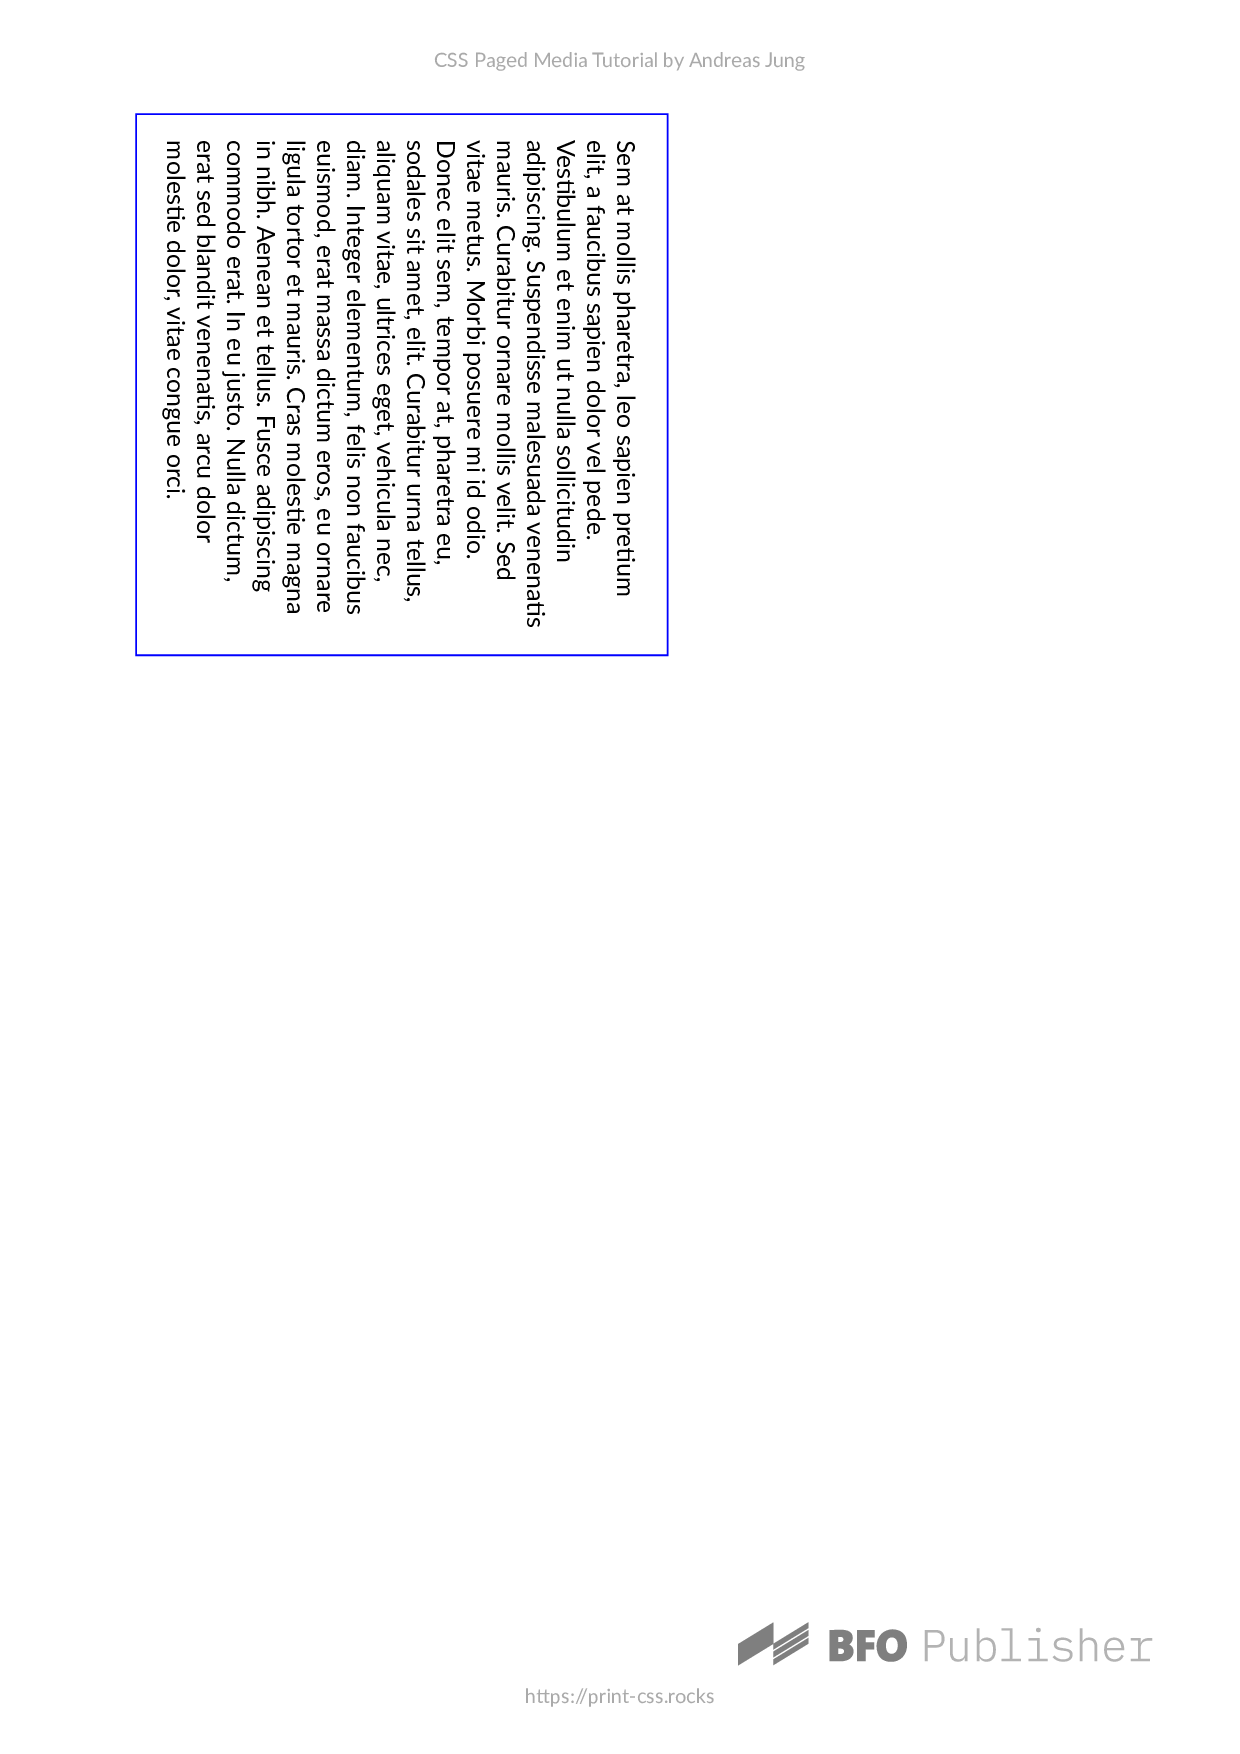 CSS Paged Media Tutorial by Andreas Jung
Sem at mollis pharetra, leo sapien pretium
elit, a faucibus sapien dolor vel pede.
Vestibulum et enim ut nulla sollicitudin
adipiscing. Suspendisse malesuada venenatis
mauris. Curabitur ornare mollis velit. Sed
vitae metus. Morbi posuere mi id odio.
Donec elit sem, tempor at, pharetra eu,
sodales sit amet, elit. Curabitur urna tellus,
aliquam vitae, ultrices eget, vehicula nec,
diam. Integer elementum, felis non faucibus
euismod, erat massa dictum eros, eu ornare
ligula tortor et mauris. Cras molestie magna
in nibh. Aenean et tellus. Fusce adipiscing
commodo erat. In eu justo. Nulla dictum,
erat sed blandit venenatis, arcu dolor
molestie dolor, vitae congue orci.
BFO Publisher
https://print-css.rocks